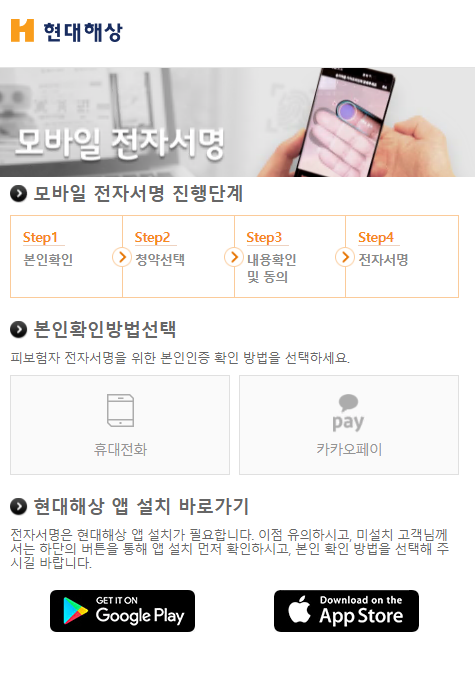 현대해상
모바일 전자서명
모바일 전자서명 진행단계
Step1
본인확인
Step2
청약선택
Step3
내용확인
및 동의
Step4
전자서명
본인확인방법선택
피보험자 전자서명을 위한 본인인증 확인 방법을 선택하세요.
휴대전화
pay
카카오페이
현대해상 앱 설치 바로가기
전자서명은 현대해상 앱 설치가 필요합니다. 이점 유의하시고, 미설치 고객님께
서는 하단의 버튼을 통해 앱 설치 먼저 확인하시고, 본인 확인 방법을 선택해 주
시길 바랍니다.
GET IT ON
Google Play
Download on the
App Store